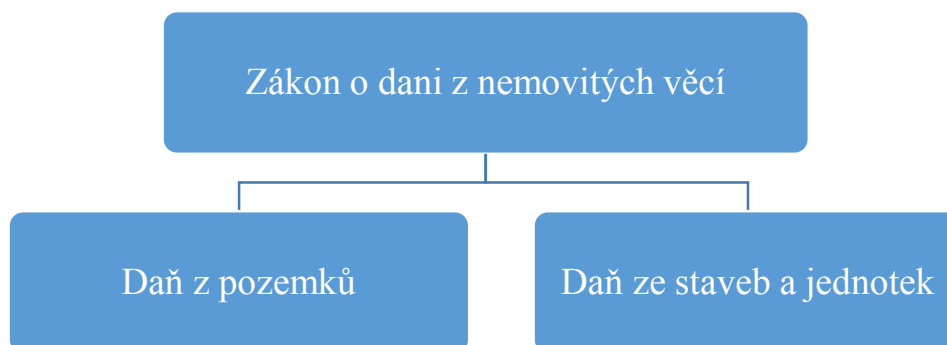 Zákon o dani z nemovitých věcí
Daň z pozemků
Daň ze staveb a jednotek